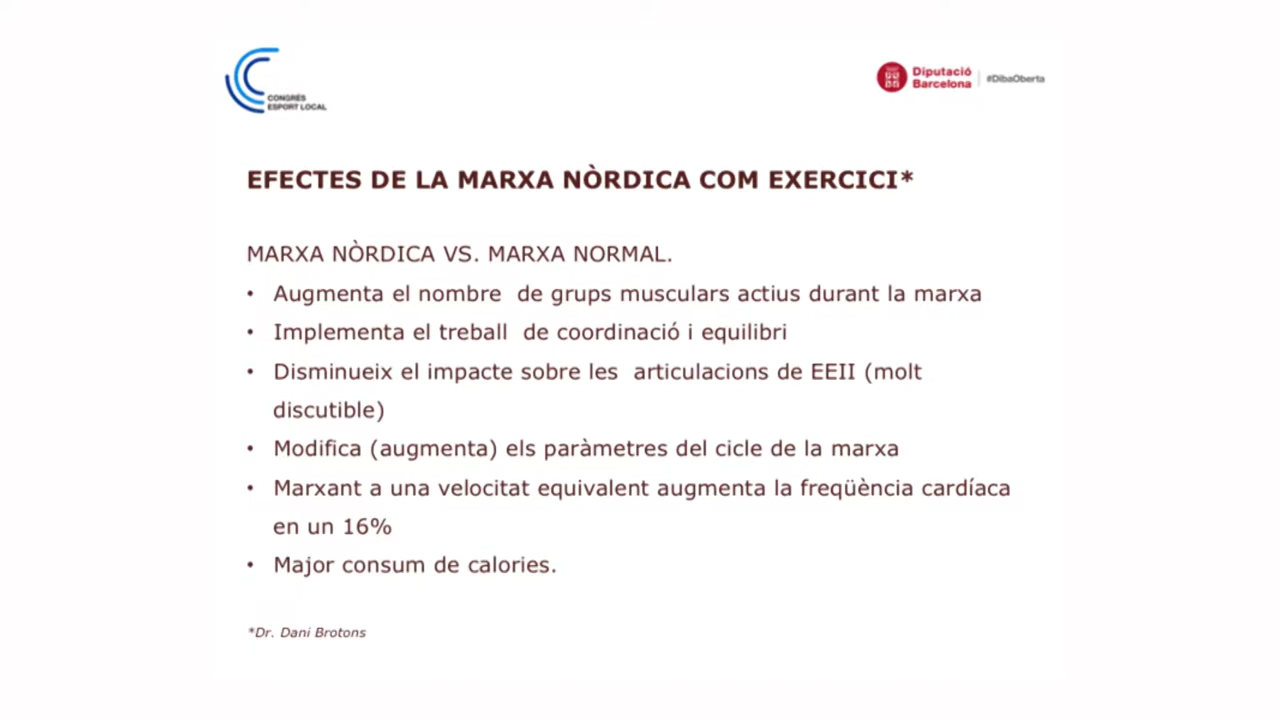 CONGRÉS
ESPORT LOCAL
Diputació
Barcelona
#DibaOberta
EFECTES DE LA MARXA NÒRDICA COM EXERCICI*
MARXA NÒRDICA VS. MARXA NORMAL.
• Augmenta el nombre  de grups musculars actius durant la marxa
• Implementa el treball  de coordinació i equilibri
• Disminueix el impacte sobre les  articulacions de EEII (molt
discutible)
• Modifica (augmenta) els paràmetres del cicle de la marxa
• Marxant a una velocitat equivalent augmenta la freqüència cardíaca
en un 16%
• Major consum de calories.
*Dr. Dani Brotons